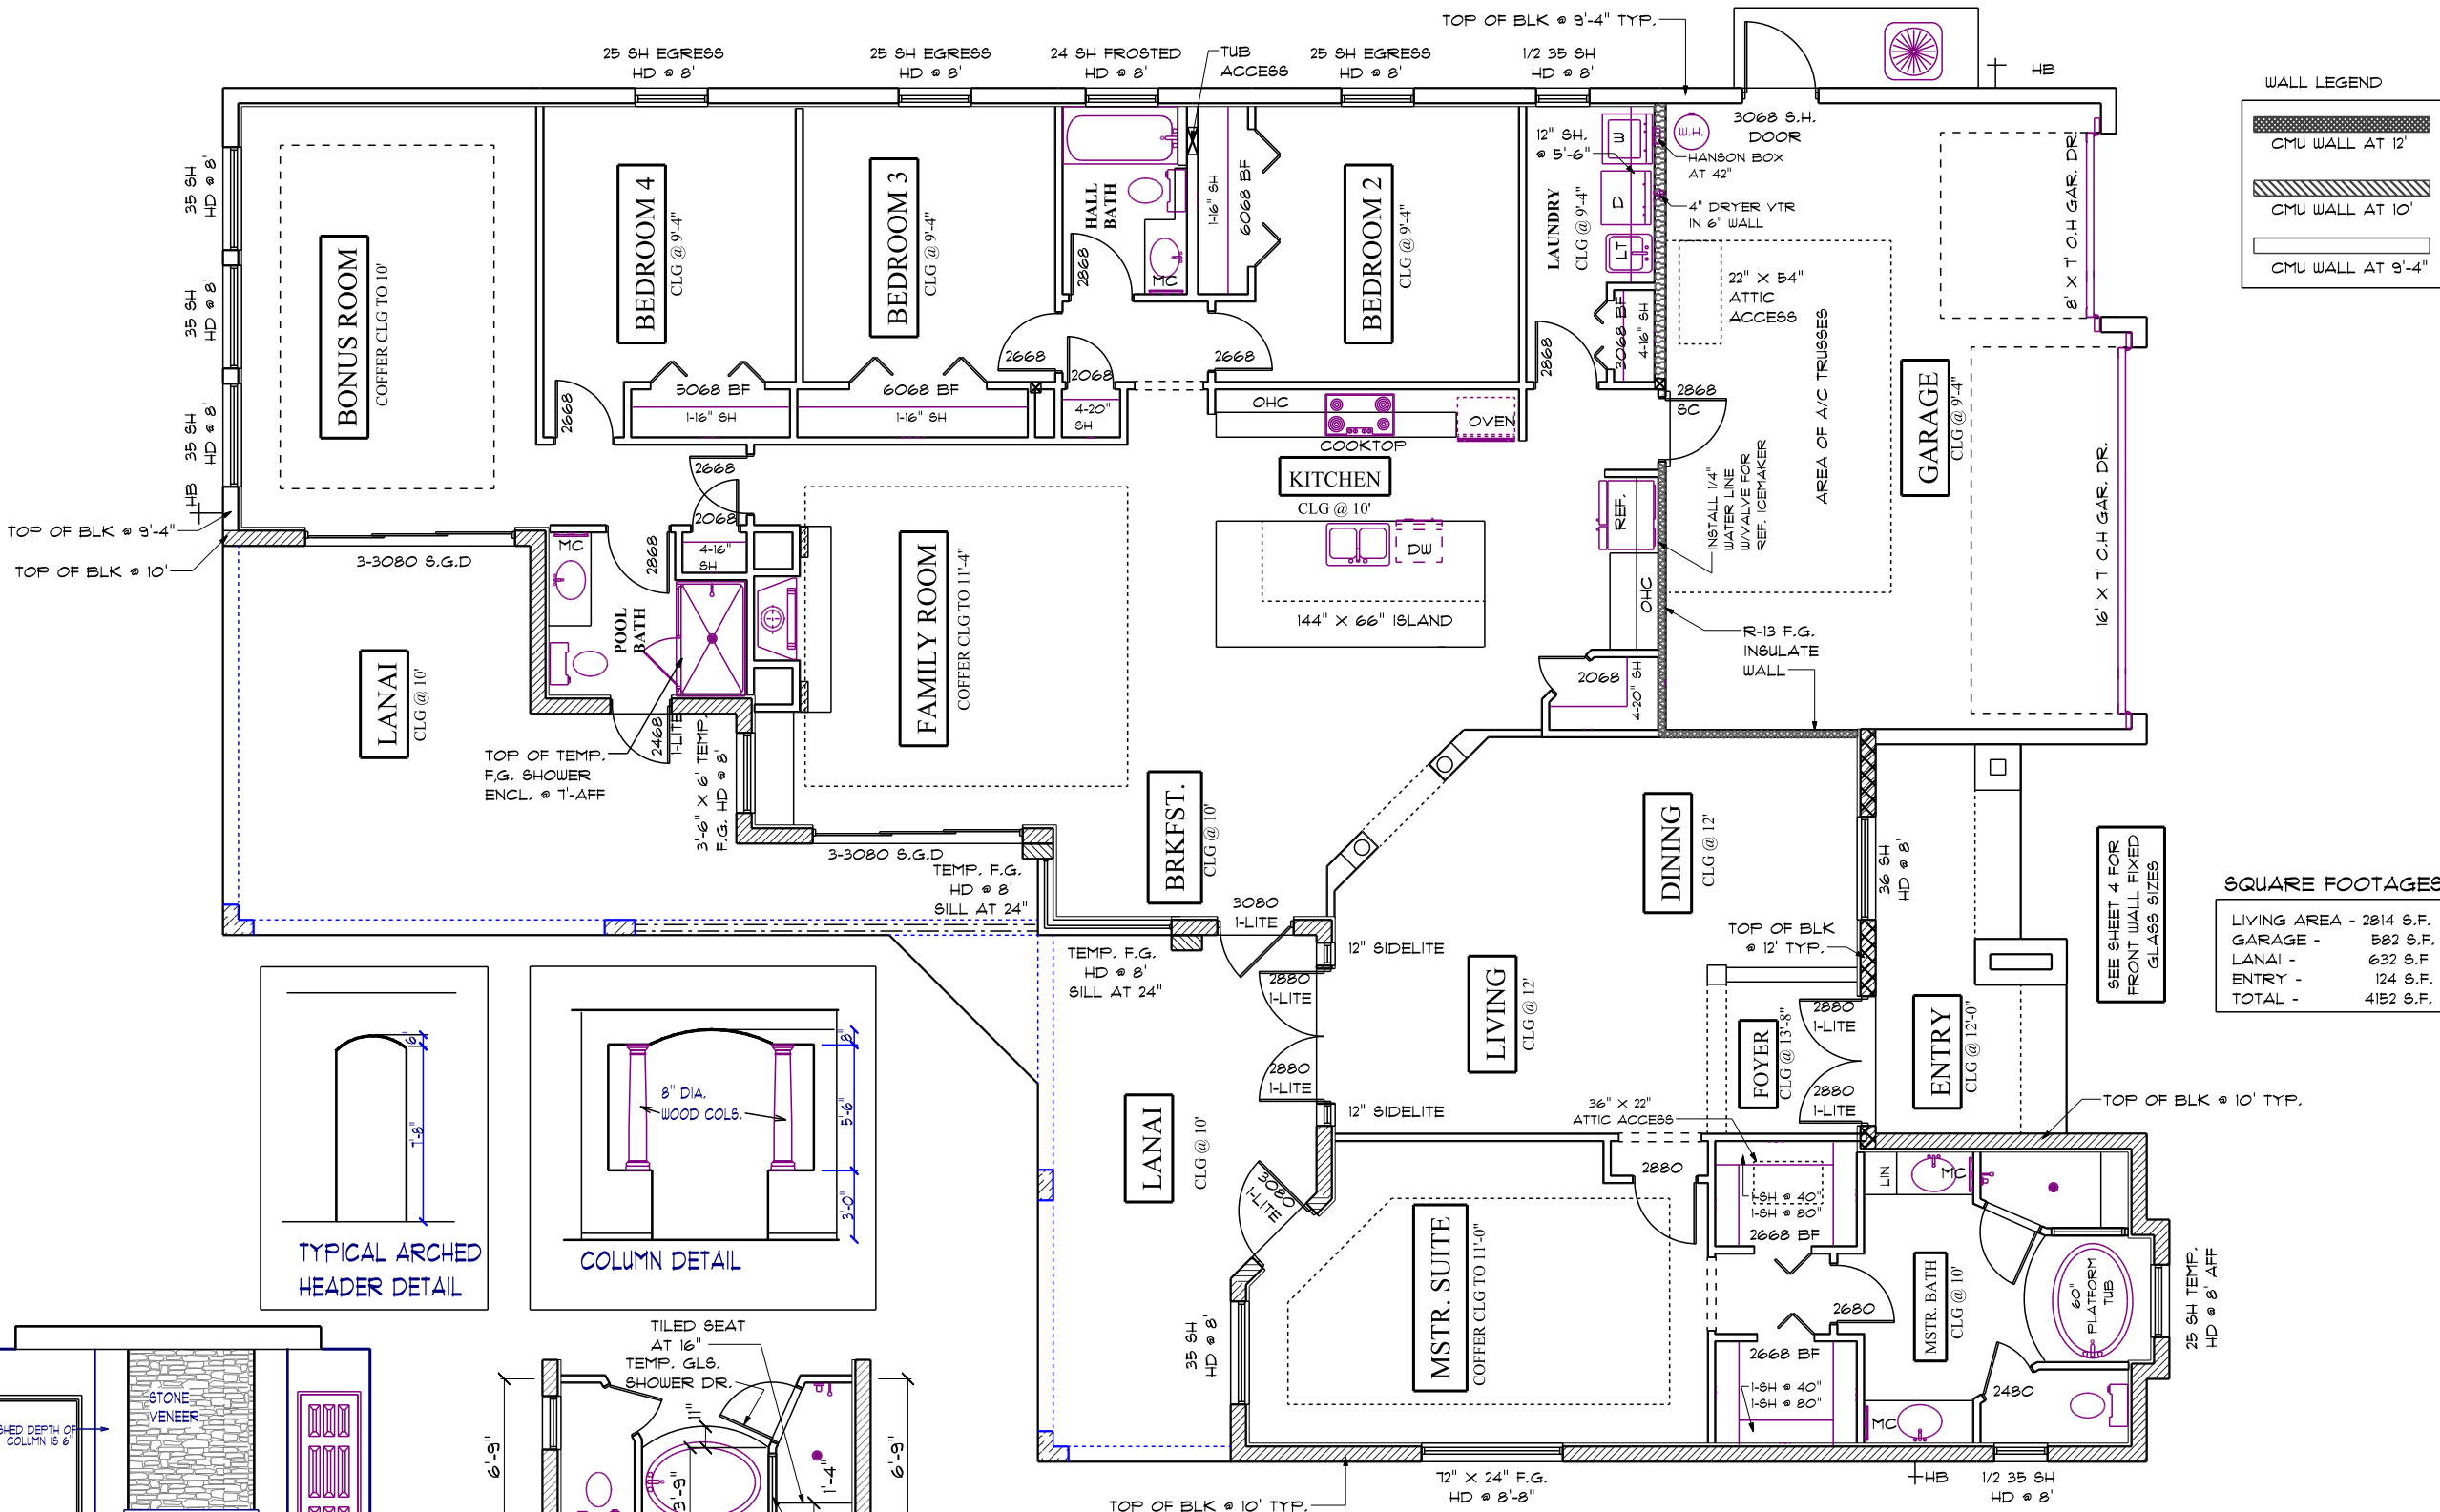 TOP OF BLK @ 9'-4" TYP.
25 SH EGRESS
HD @ 8'
25 SH EGRESS
HD @ 8'
24 SH FROSTED
HD @ 8'
TUB
ACCESS
25 SH EGRESS
HD @ 8'
1/2 35 SH
HD @ 8'
HB
WALL LEGEND
CMU WALL AT 12'
CMU WALL AT 10'
CMU WALL AT 9'-4"
35 SH
HD @ 8'
35 SH
HD @ 8'
35 SH
HD @ 8'
HB
BONUS ROOM
COFFER CLG TO 10'
BEDROOM 4
CLG @ 9'-4"
2668
5068 BF
1-16" SH
BEDROOM 3
CLG @ 9'-4"
6068 BF
1-16" SH
HALL
BATH
2868
MC
2668
2068
4-20"
SH
1-16" SH
6068 BF
2668
BEDROOM 2
CLG @ 9'-4"
12" SH.
@ 5'-6"
W
D
LT
LAUNDRY
CLG @ 9'-4"
2868
3068 BF
4-16" SH
W.H.
3068 S.H.
DOOR
HANSON BOX
AT 42"
4" DRYER VTR
IN 6" WALL
22" X 54"
ATTIC
ACCESS
AREA OF A/C TRUSSES
8' X 7' O.H GAR. DR.
GARAGE
CLG @ 9'-4"
16' X 7' O.H GAR. DR.
2868
SC
INSTALL 1/4"
WATER LINE
W/VALVE FOR
REF. ICEMAKER
R-13 F.G.
INSULATE
WALL
OHC
COOKTOP
OVEN
KITCHEN
CLG @ 10'
DW
144" X 66" ISLAND
REF.
OHC
2068
4-20" SH
TOP OF BLK @ 9'-4"
TOP OF BLK @ 10'
3-3080 S.G.D
MC
2868
POOL
BATH
2668
2068
4-16"
SH
2468
1-LITE
TOP OF TEMP.
F.G. SHOWER
ENCL. @ 7'-AFF
3'-6" X 6' TEMP.
F.G. HD @ 8'
FAMILY ROOM
COFFER CLG TO 11'-4"
3-3080 S.G.D
LANAI
CLG @ 10'
TEMP. F.G.
HD @ 8'
SILL AT 24"
TEMP. F.G.
HD @ 8'
SILL AT 24"
BRKFST.
CLG @ 10'
3080
1-LITE
12" SIDELITE
2880
1-LITE
2880
1-LITE
12" SIDELITE
DINING
CLG @ 12'
LIVING
CLG @ 12'
36 SH
HD @ 8'
TOP OF BLK
@ 12' TYP.
2880
1-LITE
2880
1-LITE
FOYER
CLG @ 13'-8"
ENTRY
CLG @ 12'-0"
SEE SHEET 4 FOR
FRONT WALL FIXED
GLASS SIZES
SQUARE FOOTAGES
LIVING AREA - 2814 S.F.
GARAGE - 582 S.F.
LANAI - 632 S.F
ENTRY - 124 S.F.
TOTAL - 4152 S.F.
36" X 22"
ATTIC ACCESS
TOP OF BLK @ 10' TYP.
LANAI
CLG @ 10'
3080
1-LITE
35 SH
HD @ 8'
MSTR. SUITE
COFFER CLG TO 11'-0"
2880
1-SH @ 40"
1-SH @ 80"
2668 BF
2680
2668 BF
1-SH @ 40"
1-SH @ 80"
LIN
MC
MSTR. BATH
CLG @ 10'
60"
PLATFORM
TUB
25 SH TEMP.
HD @ 8' AFF
2480
MC
HB
1/2 35 SH
HD @ 8'
72" X 24" F.G.
HD @ 8'-8"
TOP OF BLK @ 10' TYP.
6"
7'-8"
TYPICAL ARCHED
HEADER DETAIL
8" DIA.
WOOD COLS.
8"
5'-6"
3'-0"
COLUMN DETAIL
STONE
VENEER
DEPTH OF
COLUMN IS 6"
TILED SEAT
AT 16"
TEMP. GLS.
SHOWER DR.
6'-9"
11"
3'-9"
1'-4"
6'-9"